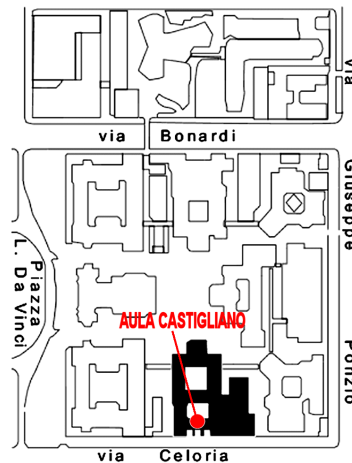 via Bonardi
via
Giuseppe
Piazza
L. Da Vinci
AULA CASTIGLIANO
Ponzio
via Celoria